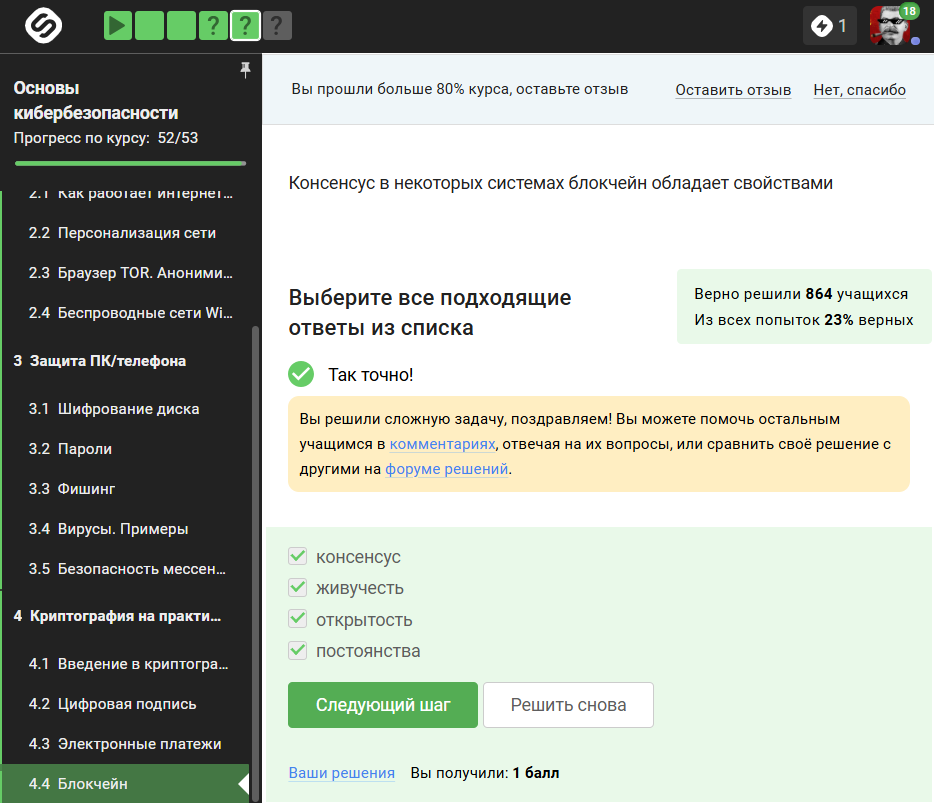 ? ? ?
1
18
Основы
кибербезопасности
Прогресс по курсу: 52/53
2.1 Как работает интернет...
2.2 Персонализация сети
2.3 Браузер TOR. Аноними...
2.4 Беспроводные сети Wi...
3 Защита ПК/телефона
3.1 Шифрование диска
3.2 Пароли
3.3 Фишинг
3.4 Вирусы. Примеры
3.5 Безопасность мессен...
4 Криптография на практи...
4.1 Введение в криптогра...
4.2 Цифровая подпись
4.3 Электронные платежи
4.4 Блокчейн
Вы прошли больше 80% курса, оставьте отзыв
Оставить отзыв Нет, спасибо
Консенсус в некоторых системах блокчейн обладает свойствами
Выберите все подходящие
ответы из списка
Верно решили 864 учащихся
Из всех попыток 23% верных
Так точно!
Вы решили сложную задачу, поздравляем! Вы можете помочь остальным
учащимся в комментариях, отвечая на их вопросы, или сравнить своё решение с
другими на форуме решений.
консенсус
живучесть
открытость
постоянства
Следующий шаг Решить снова
Ваши решения Вы получили: 1 балл